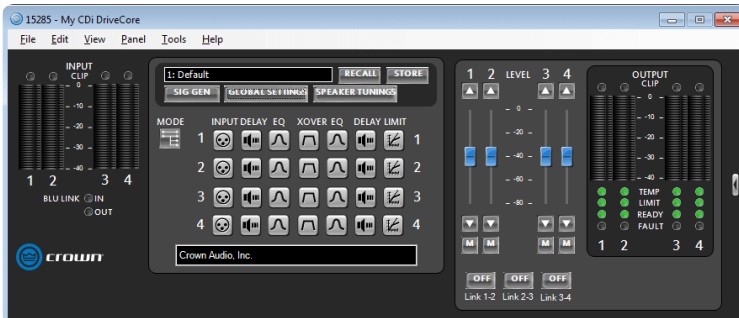 15285 - My CDi DriveCore
File Edit View Panel Tools Help
INPUT
CLIP
0
-10
-20
-30
-40
1 2 3 4
BLU LINK IN
OUT
crown
1: Default RECALL STORE
SIG GEN GLOBAL SETTINGS SPEAKER TUNINGS
MODE INPUT DELAY EQ XOVER EQ DELAY LIMIT
1 1
2 2
3 3
4 4
Crown Audio, Inc.
1 2 LEVEL 3 4
0
-20
-40
-60
-80
M M M M
OFF OFF OFF
Link 1-2 Link 2-3 Link 3-4
OUTPUT
CLIP
0
-10
-20
-30
-40
TEMP
LIMIT
READY
FAULT
1 2 3 4